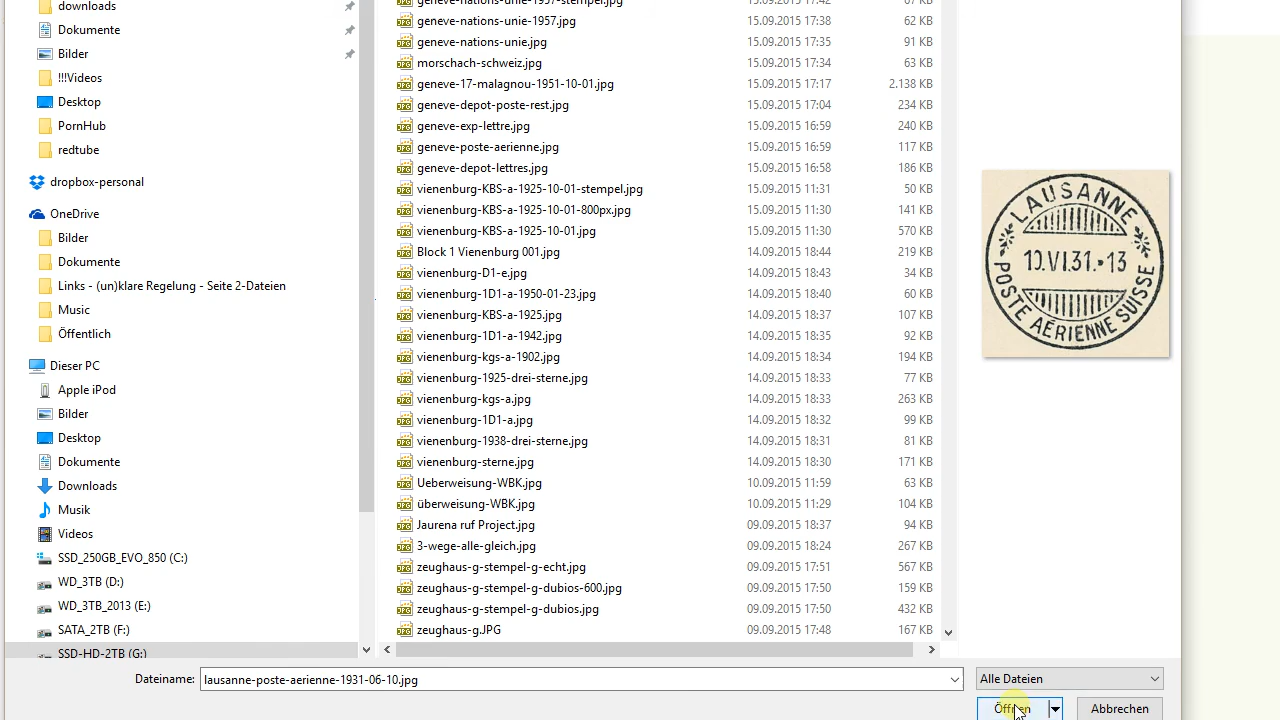 downloads
Dokumente
Bilder
!!!Videos
Desktop
PornHub
redtube
dropbox-personal
OneDrive
Bilder
Dokumente
Links - (un)klare Regelung - Seite 2-Dateien
Music
Öffentlich
Dieser PC
Apple iPod
Bilder
Desktop
Dokumente
Downloads
Musik
Videos
SSD_250GB_EVO_850 (C:)
WD_3TB (D:)
WD_3TB_2013 (E:)
SATA_2TB (F:)
SSD-HD-2TB (G:)
geneve-nations-unie-1957-stempel.jpg 15.09.2015 17:42 67 KB
geneve-nations-unie-1957.jpg 15.09.2015 17:38 62 KB
geneve-nations-unie.jpg 15.09.2015 17:35 91 KB
morschach-schweiz.jpg 15.09.2015 17:34 63 KB
geneve-17-malagnou-1951-10-01.jpg 15.09.2015 17:17 2.138 KB
geneve-depot-poste-rest.jpg 15.09.2015 17:04 234 KB
geneve-exp-lettre.jpg 15.09.2015 16:59 240 KB
geneve-poste-aerienne.jpg 15.09.2015 16:59 117 KB
geneve-depot-lettres.jpg 15.09.2015 16:58 186 KB
vienenburg-KBS-a-1925-10-01-stempel.jpg 15.09.2015 11:31 50 KB
vienenburg-KBS-a-1925-10-01-800px.jpg 15.09.2015 11:30 141 KB
vienenburg-KBS-a-1925-10-01.jpg 15.09.2015 11:30 570 KB
Block 1 Vienenburg 001.jpg 14.09.2015 18:44 219 KB
vienenburg-D1-e.jpg 14.09.2015 18:43 34 KB
vienenburg-1D1-a-1950-01-23.jpg 14.09.2015 18:40 60 KB
vienenburg-KBS-a-1925.jpg 14.09.2015 18:37 107 KB
vienenburg-1D1-a-1942.jpg 14.09.2015 18:35 92 KB
vienenburg-kgs-a-1902.jpg 14.09.2015 18:34 194 KB
vienenburg-1925-drei-sterne.jpg 14.09.2015 18:33 77 KB
vienenburg-kgs-a.jpg 14.09.2015 18:33 263 KB
vienenburg-1D1-a.jpg 14.09.2015 18:32 99 KB
vienenburg-1938-drei-sterne.jpg 14.09.2015 18:31 81 KB
vienenburg-sterne.jpg 14.09.2015 18:30 171 KB
Ueberweisung-WBK.jpg 10.09.2015 11:59 63 KB
überweisung-WBK.jpg 10.09.2015 11:29 104 KB
Jaurena ruf Project.jpg 09.09.2015 18:37 94 KB
3-wege-alle-gleich.jpg 09.09.2015 18:24 267 KB
zeughaus-g-stempel-g-echt.jpg 09.09.2015 17:51 567 KB
zeughaus-g-stempel-g-dubios-600.jpg 09.09.2015 17:50 159 KB
zeughaus-g-stempel-g-dubios.jpg 09.09.2015 17:50 432 KB
zeughaus-g.JPG 09.09.2015 17:48 167 KB
LAUSANNE
10.VI.31.-13
POSTE AÉRIENNE SUISSE
Dateiname: lausanne-poste-aerienne-1931-06-10.jpg Alle Dateien
Öffnen Abbrechen